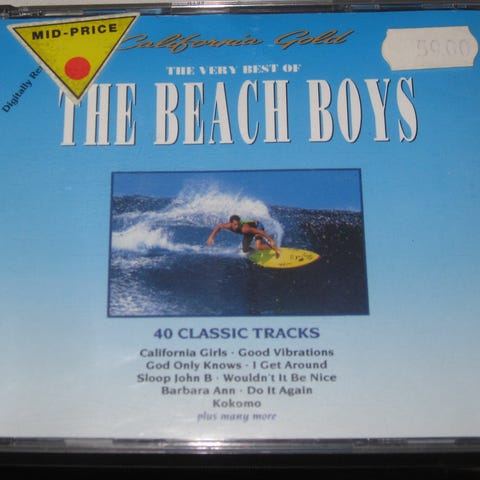 MID-PRICE
California Gold
59.00
Digitally Re
THE VERY BEST OF
THE BEACH BOYS
40 CLASSIC TRACKS
California Girls · Good Vibrations
God Only Knows · I Get Around
Sloop John B · Wouldn't It Be Nice
Barbara Ann · Do It Again
Kokomo
plus many more